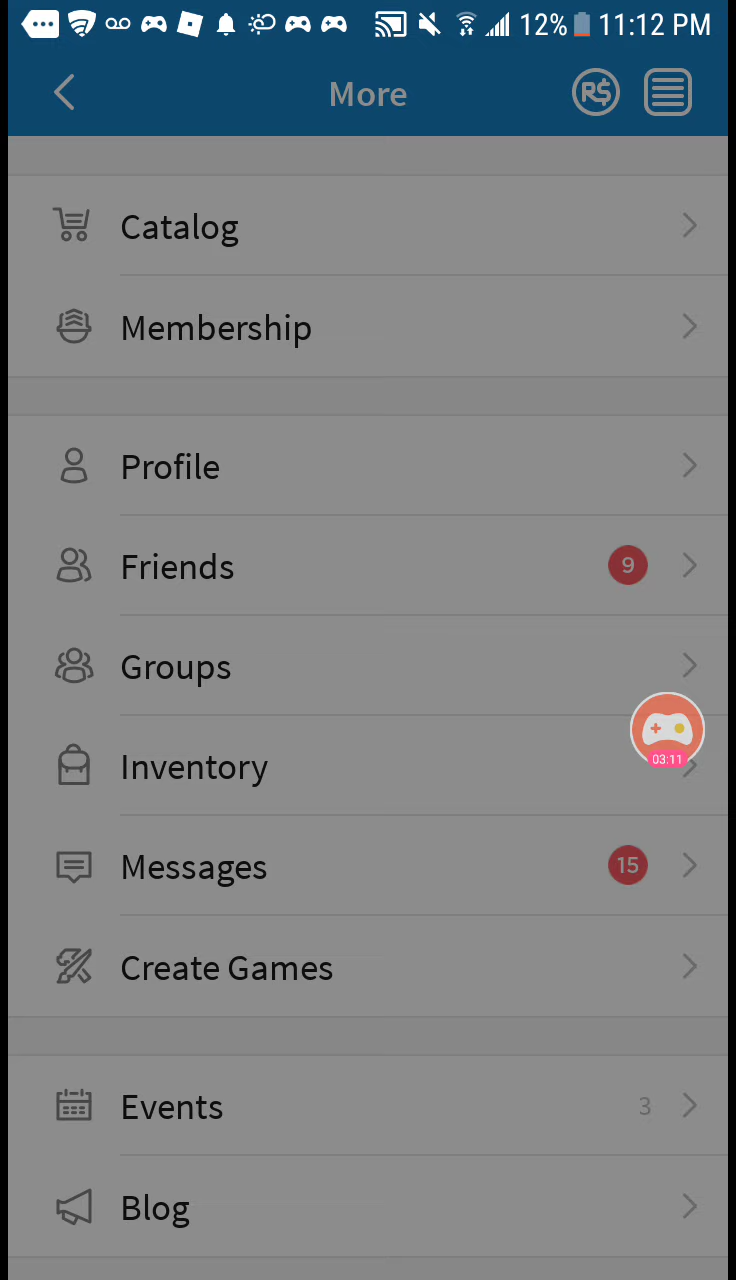 12% 11:12 PM
More R$
Catalog
Membership
Profile
Friends 9
Groups
03:11
Inventory
Messages 15
Create Games
Events 3
Blog